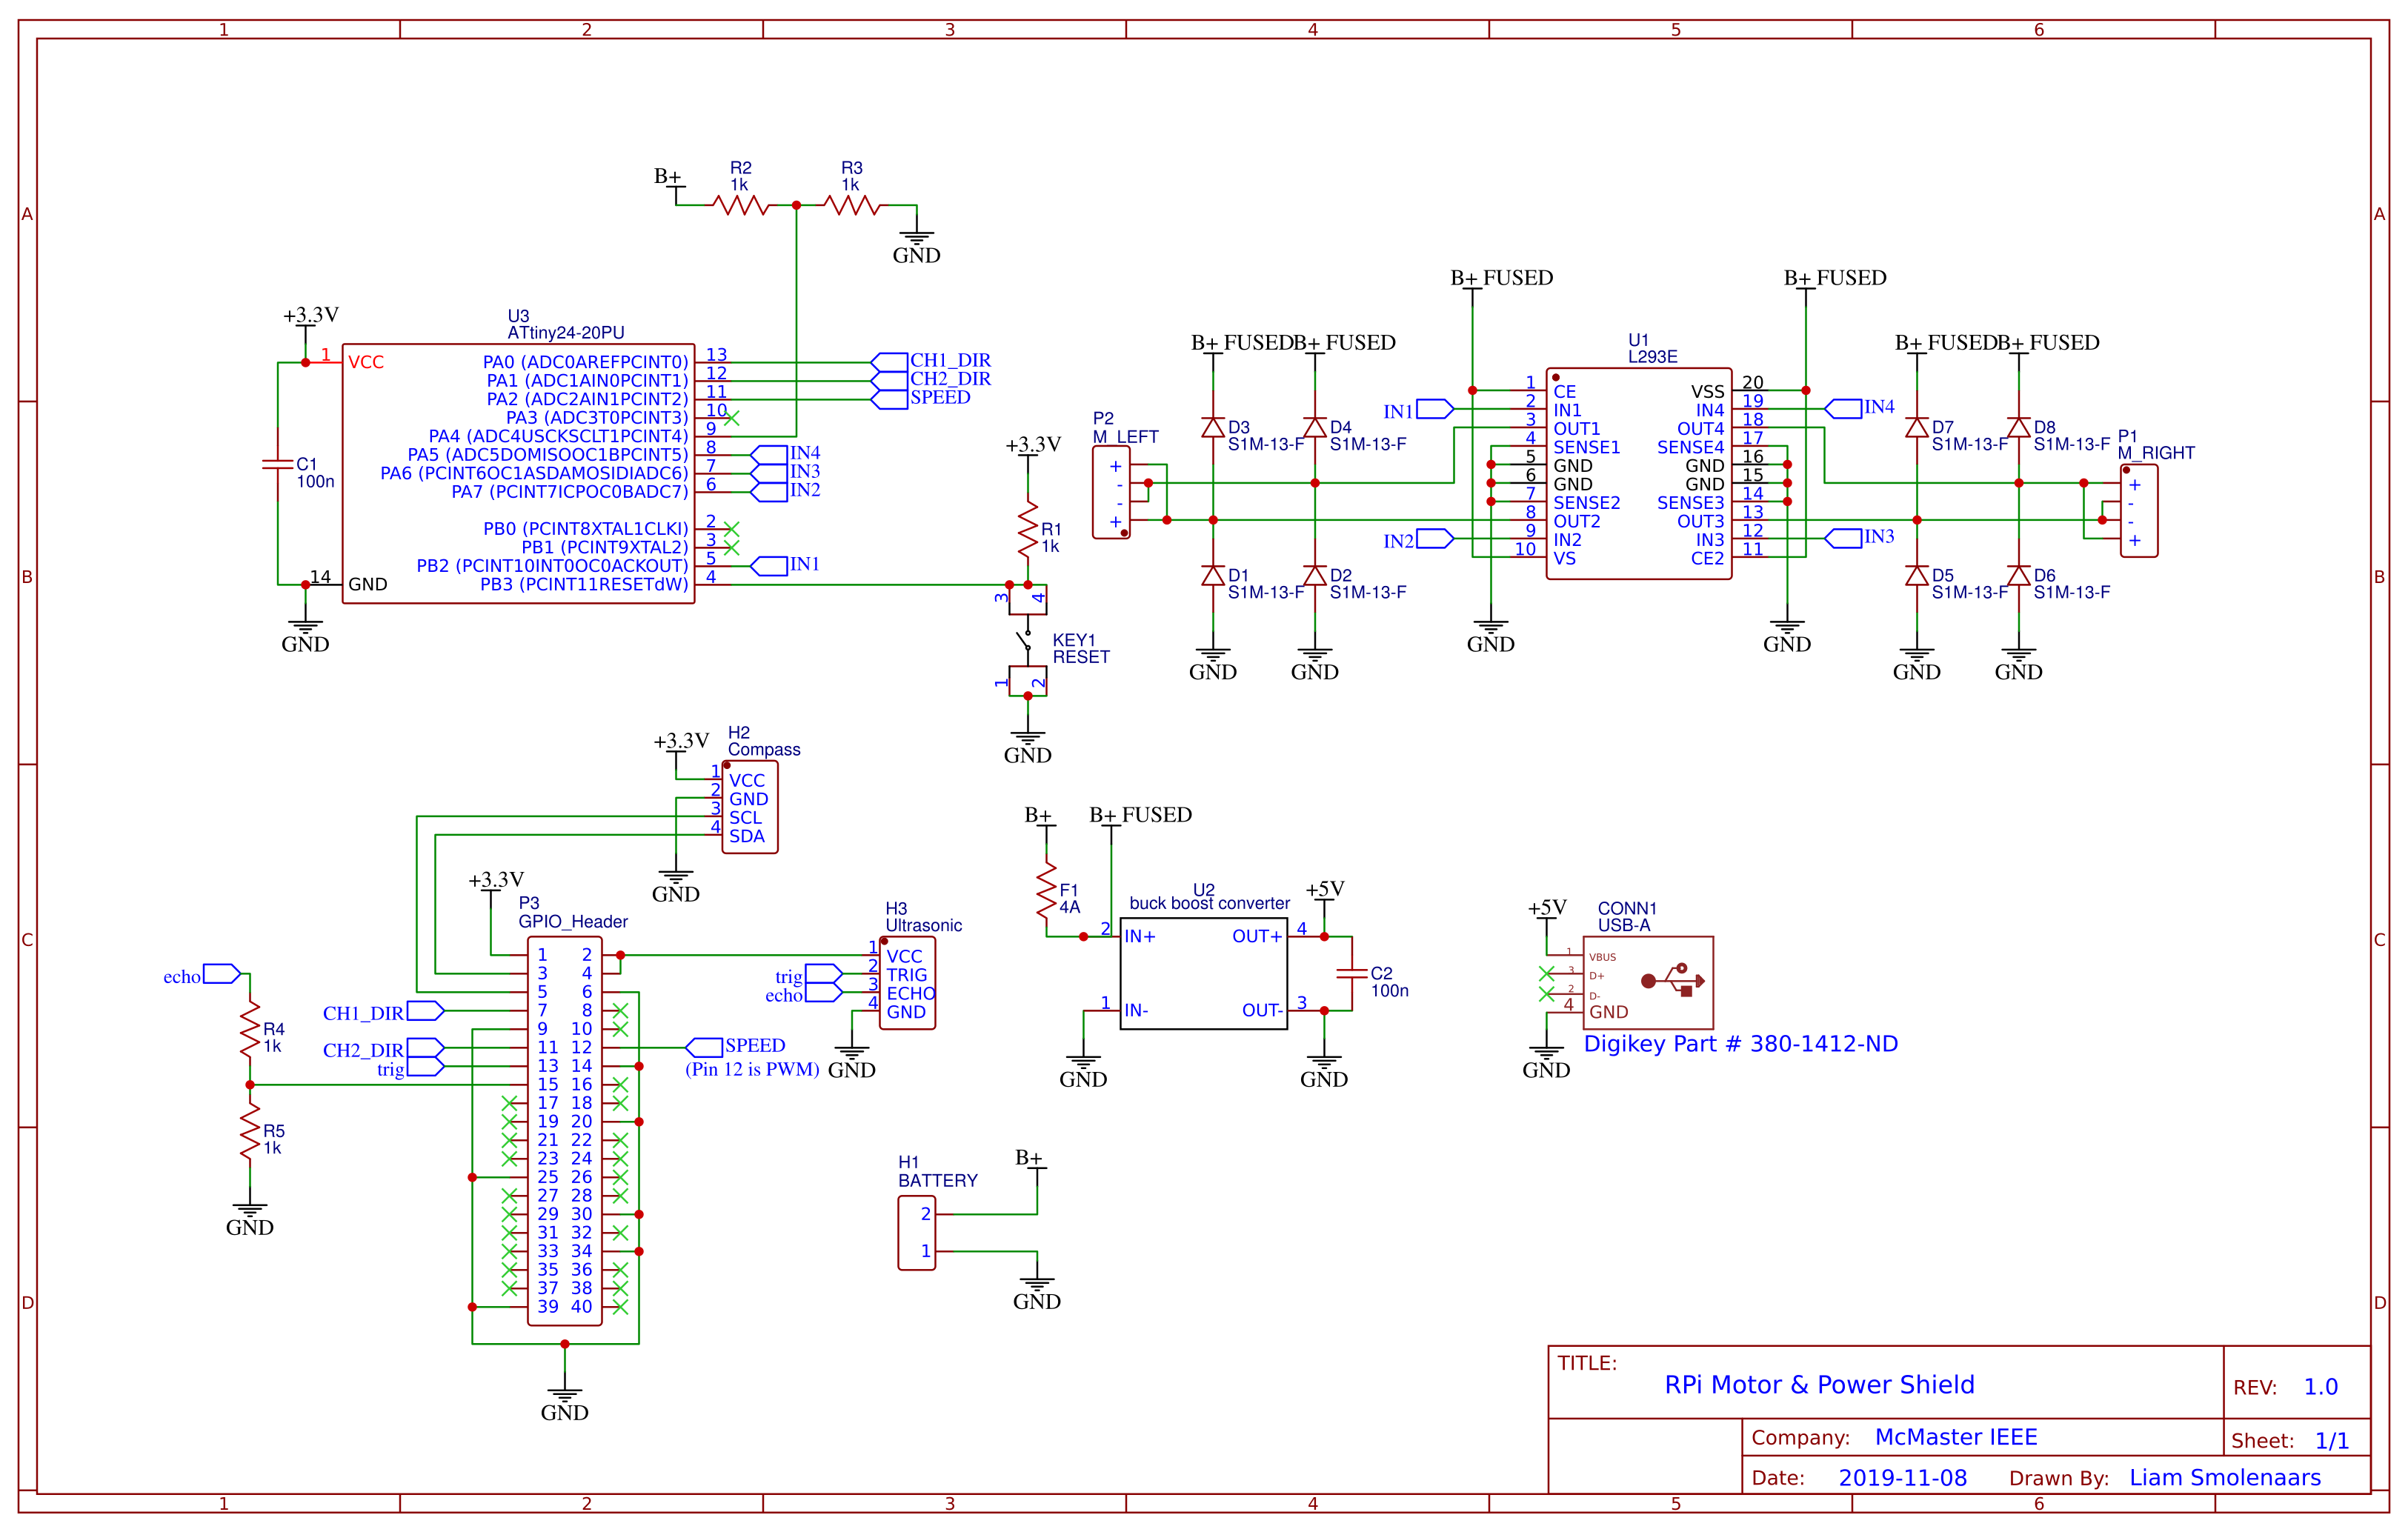 1 2 3 4 5 6
A A
B B
C C
D D
1 2 3 4 5 6
B+
R2
1k
R3
1k
GND
+3.3V
U3
ATtiny24-20PU
1 VCC
14 GND
PA0 (ADC0AREFPCINT0) 13 CH1_DIR
PA1 (ADC1AIN0PCINT1) 12 CH2_DIR
PA2 (ADC2AIN1PCINT2) 11 SPEED
PA3 (ADC3T0PCINT3) 10
PA4 (ADC4USCKSCLT1PCINT4) 9
PA5 (ADC5DOMISOOC1BPCINT5) 8 IN4
PA6 (PCINT6OC1ASDAMOSIDIADC6) 7 IN3
PA7 (PCINT7ICPOC0BADC7) 6 IN2
PB0 (PCINT8XTAL1CLKI) 2
PB1 (PCINT9XTAL2) 3
PB2 (PCINT10INT0OC0ACKOUT) 5 IN1
PB3 (PCINT11RESETdW) 4
C1
100n
GND
+3.3V
R1
1k
3 4
KEY1
RESET
1 2
GND
P2
M_LEFT
+
-
-
+
B+ FUSED
B+ FUSED
D3
S1M-13-F
D4
S1M-13-F
D1
S1M-13-F
D2
S1M-13-F
GND
GND
B+ FUSED
B+ FUSED
U1
L293E
1 CE
IN1 2 IN1
3 OUT1
4 SENSE1
5 GND
6 GND
7 SENSE2
8 OUT2
IN2 9 IN2
10 VS
VSS 20
IN4 19 IN4
OUT4 18
SENSE4 17
GND 16
GND 15
SENSE3 14
OUT3 13
IN3 12 IN3
CE2 11
GND
GND
B+ FUSED
B+ FUSED
D7
S1M-13-F
D8
S1M-13-F
D5
S1M-13-F
D6
S1M-13-F
GND
GND
P1
M_RIGHT
+
-
-
+
+3.3V
H2
Compass
1 VCC
2 GND
3 SCL
4 SDA
GND
+3.3V
P3
GPIO_Header
1 2
3 4
5 6
CH1_DIR 7 8
9 10
CH2_DIR 11 12 SPEED
(Pin 12 is PWM)
trig 13 14
15 16
17 18
19 20
21 22
23 24
25 26
27 28
29 30
31 32
33 34
35 36
37 38
39 40
GND
echo
R4
1k
R5
1k
GND
H3
Ultrasonic
1 VCC
trig 2 TRIG
echo 3 ECHO
4 GND
GND
B+
B+ FUSED
F1
4A
U2
buck boost converter
2 IN+
1 IN-
OUT+ 4
OUT- 3
+5V
C2
100n
GND
GND
+5V
CONN1
USB-A
1 VBUS
3 D+
2 D-
4 GND
GND
Digikey Part # 380-1412-ND
H1
BATTERY
2
1
B+
GND
TITLE:
RPi Motor & Power Shield
REV: 1.0
Company: McMaster IEEE
Sheet: 1/1
Date: 2019-11-08
Drawn By: Liam Smolenaars